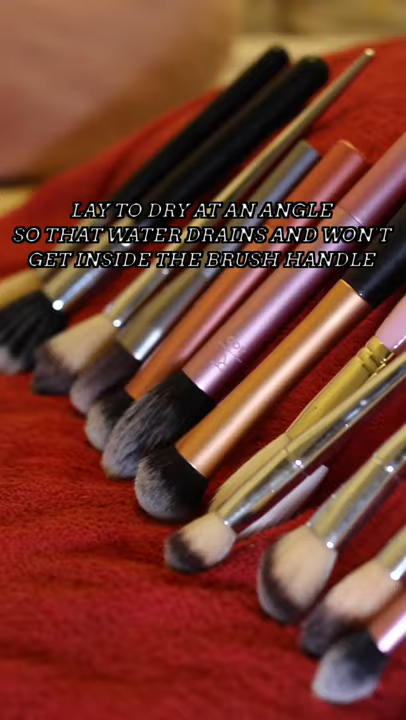 LAY TO DRY AT AN ANGLE
SO THAT WATER DRAINS AND WON'T
GET INSIDE THE BRUSH HANDLE